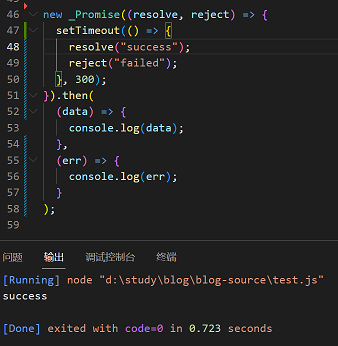 45
46 new _Promise((resolve, reject) => {
47 setTimeout(() => {
48 resolve("success");
49 reject("failed");
50 }, 300);
51 }).then(
52 (data) => {
53 console.log(data);
54 },
55 (err) => {
56 console.log(err);
57 }
58 );
59
问题 输出 调试控制台 终端
[Running] node "d:\study\blog\blog-source\test.js"
success
[Done] exited with code=0 in 0.723 seconds